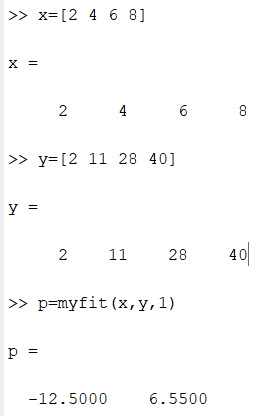 >> x=[2 4 6 8]
x =
2 4 6 8
>> y=[2 11 28 40]
y =
2 11 28 40
>> p=myfit(x,y,1)
p =
-12.5000 6.5500